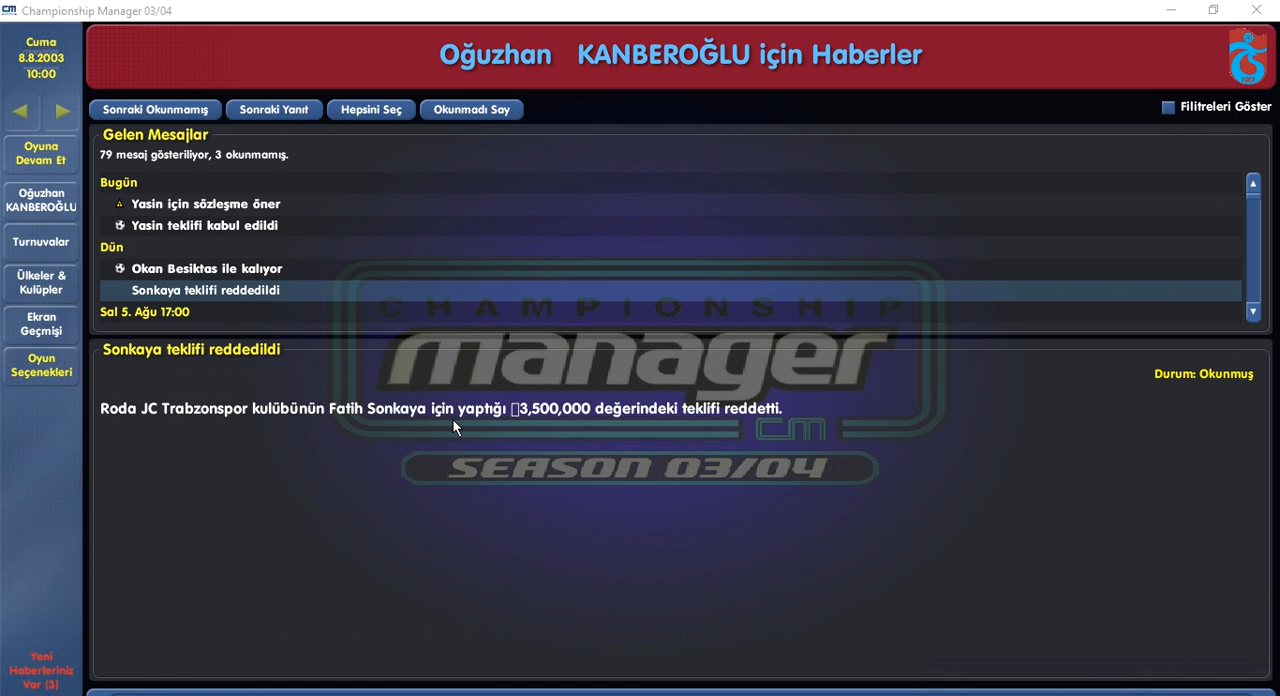 Championship Manager 03/04
Cuma
8.8.2003
10:00
Oyuna
Devam Et
Oğuzhan
KANBEROĞLU
Turnuvalar
Ülkeler &
Kulüpler
Ekran
Geçmişi
Oyun
Seçenekleri
Yeni
Haberleriniz
Var (3)
Oğuzhan KANBEROĞLU için Haberler
Sonraki Okunmamış Sonraki Yanıt Hepsini Seç Okunmadı Say Filitreleri Göster
Gelen Mesajlar
79 mesaj gösteriliyor, 3 okunmamış.
Bugün
Yasin için sözleşme öner
Yasin teklifi kabul edildi
Dün
Okan Besiktas ile kalıyor
Sonkaya teklifi reddedildi
Sal 5. Ağu 17:00
Sonkaya teklifi reddedildi
Durum: Okunmuş
Roda JC Trabzonspor kulübünün Fatih Sonkaya için yaptığı 3,500,000 değerindeki teklifi reddetti.
CHAMPIONSHIP
manager
cm
SEASON 03/04